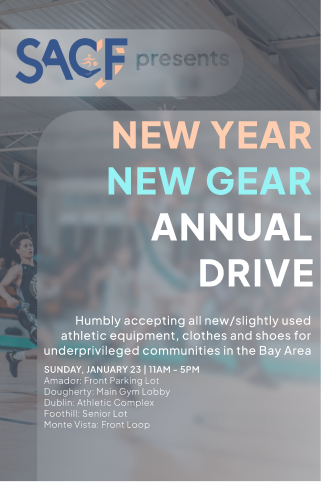 SACF presents
NEW YEAR
NEW GEAR
ANNUAL
DRIVE
Humbly accepting all new/slightly used
athletic equipment, clothes and shoes for
underprivileged communities in the Bay Area
SUNDAY, JANUARY 23 | 11AM - 5PM
Amador: Front Parking Lot
Dougherty: Main Gym Lobby
Dublin: Athletic Complex
Foothill: Senior Lot
Monte Vista: Front Loop